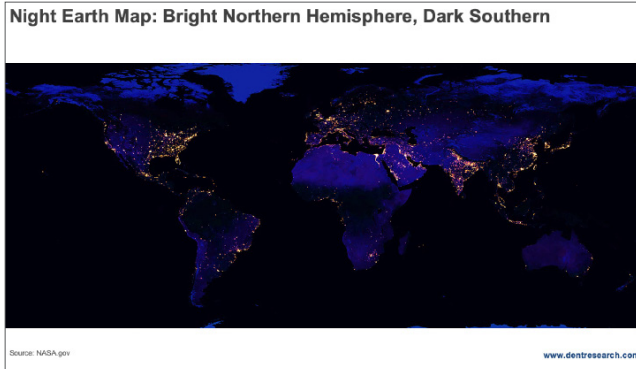 Night Earth Map: Bright Northern Hemisphere, Dark Southern
Source: NASA.gov
www.dentresearch.com